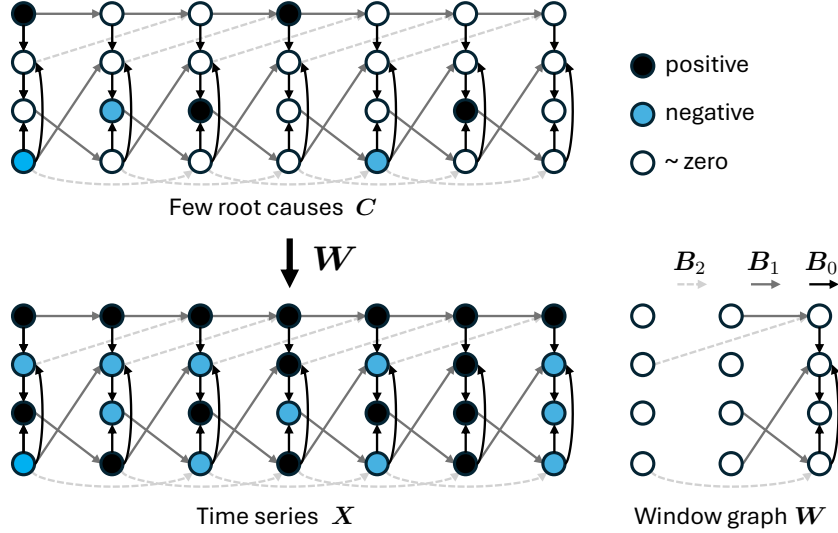 positive
negative
~ zero
Few root causes C
W
B₂ B₁ B₀
Time series X
Window graph W